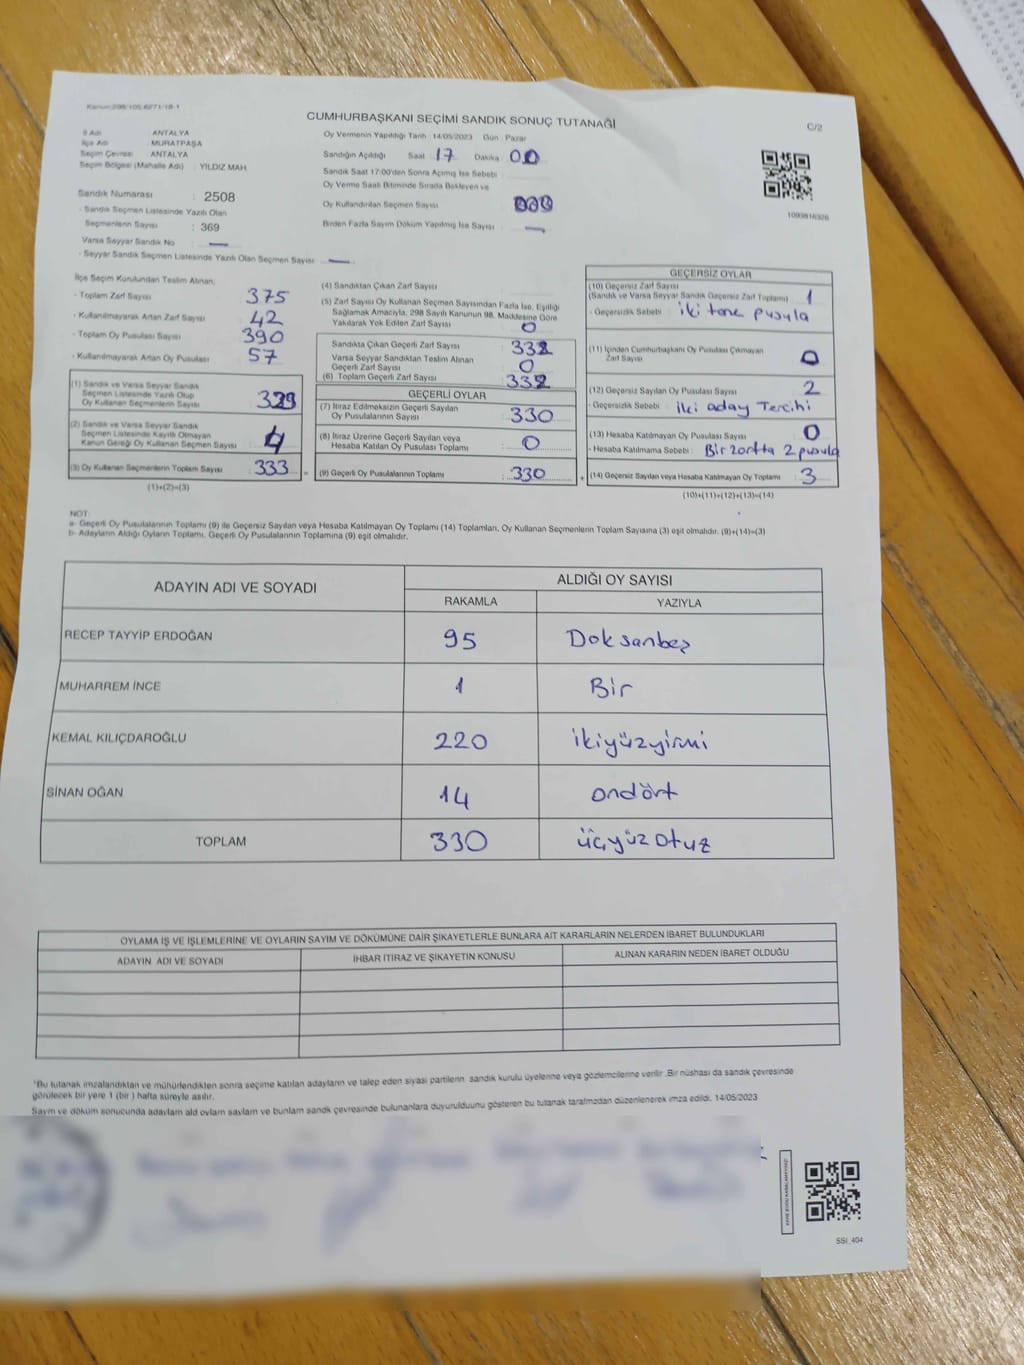 Kanun:298/105,6271/18-1
CUMHURBAŞKANI SEÇİMİ SANDIK SONUÇ TUTANAĞI
C/2
İl Adı : ANTALYA
İlçe Adı : MURATPAŞA
Seçim Çevresi : ANTALYA
Seçim Bölgesi (Mahalle Adı) : YILDIZ MAH.
Oy Vermenin Yapıldığı Tarih : 14/05/2023 Gün : Pazar
Sandığın Açıldığı Saat 17 Dakika 00
Sandık Saat 17:00'den Sonra Açılmış İse Sebebi
Oy Verme Saati Bitiminde Sırada Bekleyen ve
Oy Kullandırılan Seçmen Sayısı
Birden Fazla Sayım Döküm Yapılmış İse Sayısı : —
1093816326
Sandık Numarası : 2508
- Sandık Seçmen Listesinde Yazılı Olan
Seçmenlerin Sayısı : 369
Varsa Seyyar Sandık No : —
- Seyyar Sandık Seçmen Listesinde Yazılı Olan Seçmen Sayısı : —
İlçe Seçim Kurulundan Teslim Alınan;
- Toplam Zarf Sayısı : 375
- Kullanılmayarak Artan Zarf Sayısı : 42
- Toplam Oy Pusulası Sayısı : 390
- Kullanılmayarak Artan Oy Pusulası : 57
(1) Sandık ve Varsa Seyyar Sandık
Seçmen Listesinde Yazılı Olup
Oy Kullanan Seçmenlerin Sayısı : 329
(2) Sandık ve Varsa Seyyar Sandık
Seçmen Listesinde Kayıtlı Olmayan
Kanun Gereği Oy Kullanan Seçmen Sayısı : 4
(3) Oy Kullanan Seçmenlerin Toplam Sayısı : 333
(1)+(2)=(3)
(4) Sandıktan Çıkan Zarf Sayısı
(5) Zarf Sayısı Oy Kullanan Seçmen Sayısından Fazla İse, Eşitliği
Sağlamak Amacıyla, 298 Sayılı Kanunun 98. Maddesine Göre
Yakılarak Yok Edilen Zarf Sayısı : 0
Sandıkta Çıkan Geçerli Zarf Sayısı : 332
Varsa Seyyar Sandıktan Teslim Alınan
Geçerli Zarf Sayısı : 0
(6) Toplam Geçerli Zarf Sayısı : 332
GEÇERLİ OYLAR
(7) İtiraz Edilmeksizin Geçerli Sayılan
Oy Pusulalarının Sayısı : 330
(8) İtiraz Üzerine Geçerli Sayılan veya
Hesaba Katılan Oy Pusulaları Toplamı : 0
(9) Geçerli Oy Pusulalarının Toplamı : 330
GEÇERSİZ OYLAR
(10) Geçersiz Zarf Sayısı
(Sandık ve Varsa Seyyar Sandık Geçersiz Zarf Toplamı) : 1
- Geçersizlik Sebebi : iki tane pusula
(11) İçinden Cumhurbaşkanı Oy Pusulası Çıkmayan
Zarf Sayısı : 0
(12) Geçersiz Sayılan Oy Pusulası Sayısı : 2
- Geçersizlik Sebebi : iki aday Tercihi
(13) Hesaba Katılmayan Oy Pusulası Sayısı : 0
- Hesaba Katılmama Sebebi : Bir zarfta 2 pusula
(14) Geçersiz Sayılan veya Hesaba Katılmayan Oy Toplamı : 3
(10)+(11)+(12)+(13)=(14)
NOT:
a- Geçerli Oy Pusulalarının Toplamı (9) ile Geçersiz Sayılan veya Hesaba Katılmayan Oy Toplamı (14) Toplamları, Oy Kullanan Seçmenlerin Toplam Sayısına (3) eşit olmalıdır. (9)+(14)=(3)
b- Adayların Aldığı Oyların Toplamı, Geçerli Oy Pusulalarının Toplamına (9) eşit olmalıdır.
ADAYIN ADI VE SOYADI
ALDIĞI OY SAYISI
RAKAMLA YAZIYLA
RECEP TAYYİP ERDOĞAN 95 Doksanbeş
MUHARREM İNCE 1 Bir
KEMAL KILIÇDAROĞLU 220 ikiyüzyirmi
SİNAN OĞAN 14 ondört
TOPLAM 330 üçyüz otuz
OYLAMA İŞ VE İŞLEMLERİNE VE OYLARIN SAYIM VE DÖKÜMÜNE DAİR ŞİKAYETLERLE BUNLARA AİT KARARLARIN NELERDEN İBARET BULUNDUKLARI
ADAYIN ADI VE SOYADI İHBAR İTİRAZ VE ŞİKAYETİN KONUSU ALINAN KARARIN NEDEN İBARET OLDUĞU
*Bu tutanak imzalandıktan ve mühürlendikten sonra seçime katılan adayların ve talep eden siyasi partilerin sandık kurulu üyelerine veya gözlemcilerine verilir. Bir nüshası da sandık çevresinde
görülecek bir yere 1 (bir) hafta süreyle asılır.
Sayım ve döküm sonucunda adayların ald oyların sayların ve bunların sandık çevresinde bulunanlara duyurulduunu gösteren bu tutanak tarafmzdan düzenlenerek imza edildi. 14/05/2023
SSI_404